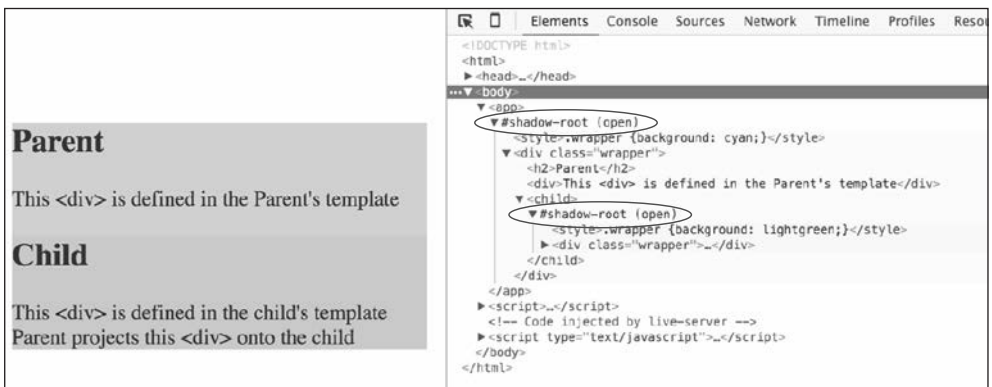 Parent
This <div> is defined in the Parent's template
Child
This <div> is defined in the child's template
Parent projects this <div> onto the child
Elements Console Sources Network Timeline Profiles Resou
<!DOCTYPE html>
<html>
▶<head>…</head>
…▼<body>
▼<app>
▼#shadow-root (open)
<style>.wrapper {background: cyan;}</style>
▼<div class="wrapper">
<h2>Parent</h2>
<div>This <div> is defined in the Parent's template</div>
▼<child>
▼#shadow-root (open)
<style>.wrapper {background: lightgreen;}</style>
▶<div class="wrapper">…</div>
</child>
</div>
</app>
▶<script>…</script>
<!-- Code injected by live-server -->
▶<script type="text/javascript">…</script>
</body>
</html>